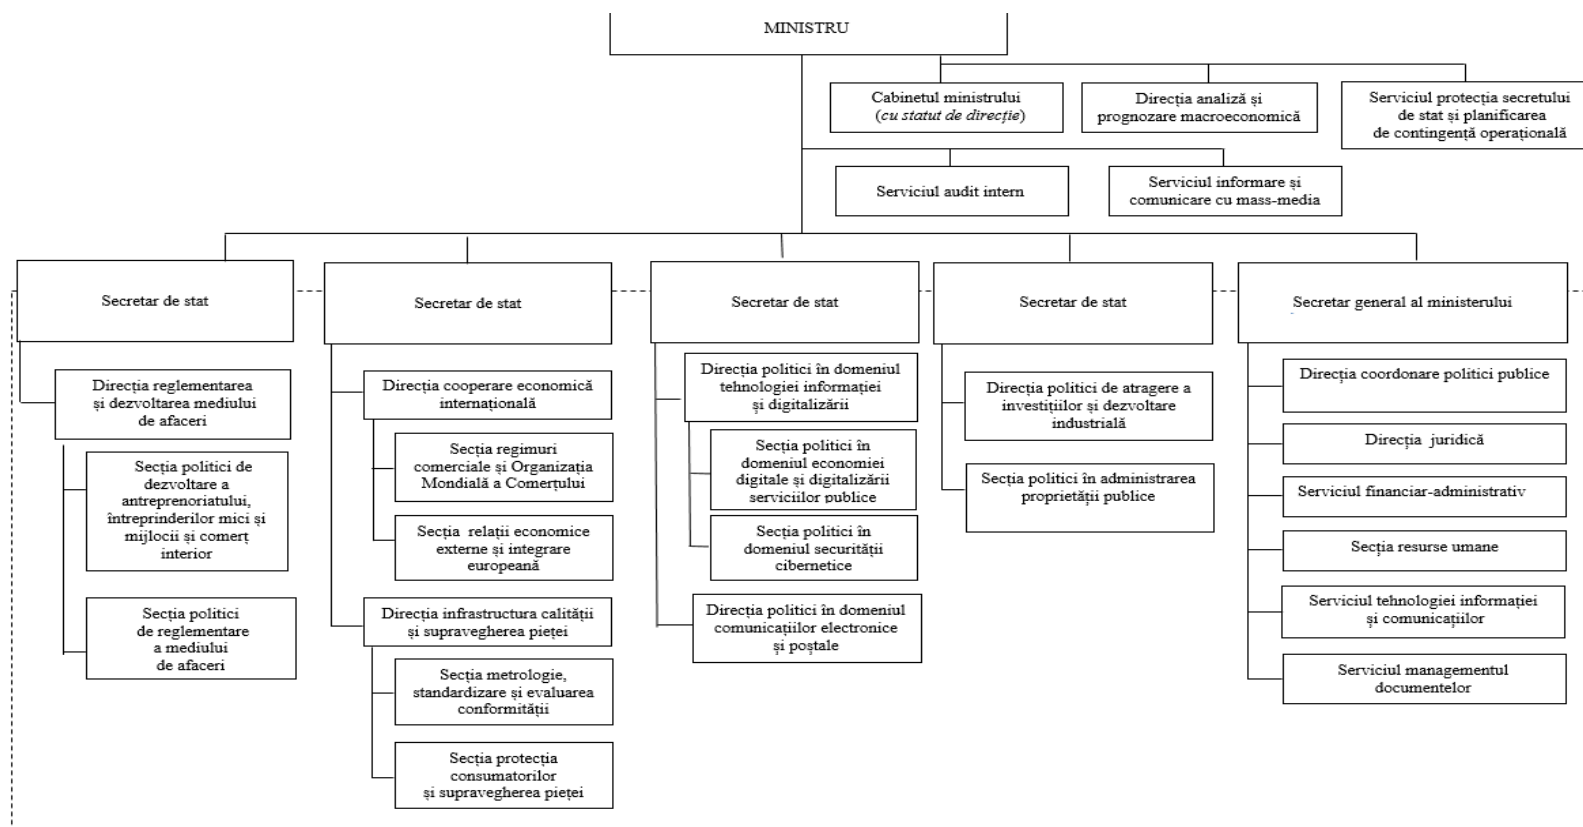 MINISTRU
Cabinetul ministrului
(cu statut de direcție)
Direcția analiză și
prognozare macroeconomică
Serviciul protecția secretului
de stat și planificarea
de contingență operațională
Serviciul audit intern
Serviciul informare și
comunicare cu mass-media
Secretar de stat
Secretar de stat
Secretar de stat
Secretar de stat
Secretar general al ministerului
Direcția reglementarea
și dezvoltarea mediului
de afaceri
Secția politici de
dezvoltare a
antreprenoriatului,
întreprinderilor mici și
mijlocii și comerț
interior
Secția politici
de reglementare
a mediului
de afaceri
Direcția cooperare economică
internațională
Secția regimuri
comerciale și Organizația
Mondială a Comerțului
Secția relații economice
externe și integrare
europeană
Direcția infrastructura calității
și supravegherea pieței
Secția metrologie,
standardizare și evaluarea
conformității
Secția protecția
consumatorilor
și supravegherea pieței
Direcția politici în domeniul
tehnologiei informației
și digitalizării
Secția politici în
domeniul economiei
digitale și digitalizării
serviciilor publice
Secția politici în
domeniul securității
cibernetice
Direcția politici în domeniul
comunicațiilor electronice
și poștale
Direcția politici de atragere a
investițiilor și dezvoltare
industrială
Secția politici în administrarea
proprietății publice
Direcția coordonare politici publice
Direcția juridică
Serviciul financiar-administrativ
Secția resurse umane
Serviciul tehnologiei informației
și comunicațiilor
Serviciul managementul
documentelor